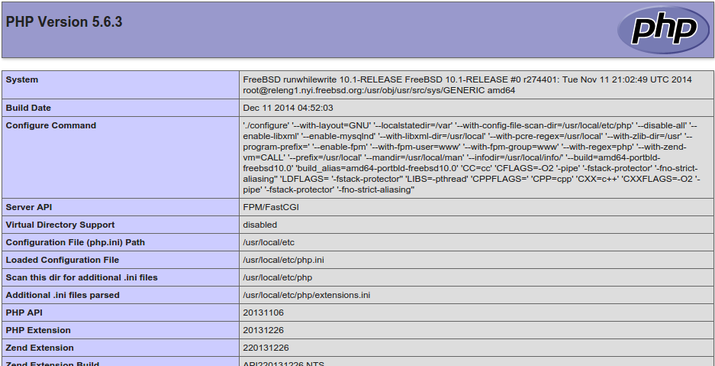 PHP Version 5.6.3
php
System
FreeBSD runwhilewrite 10.1-RELEASE FreeBSD 10.1-RELEASE #0 r274401: Tue Nov 11 21:02:49 UTC 2014
root@releng1.nyi.freebsd.org:/usr/obj/usr/src/sys/GENERIC amd64
Build Date
Dec 11 2014 04:52:03
Configure Command
'./configure' '--with-layout=GNU' '--localstatedir=/var' '--with-config-file-scan-dir=/usr/local/etc/php' '--disable-all' '--
enable-libxml' '--enable-mysqlnd' '--with-libxml-dir=/usr/local' '--with-pcre-regex=/usr/local' '--with-zlib-dir=/usr' '--
program-prefix=' '--enable-fpm' '--with-fpm-user=www' '--with-fpm-group=www' '--with-regex=php' '--with-zend-
vm=CALL' '--prefix=/usr/local' '--mandir=/usr/local/man' '--infodir=/usr/local/info/' '--build=amd64-portbld-
freebsd10.0' 'build_alias=amd64-portbld-freebsd10.0' 'CC=cc' 'CFLAGS=-O2 '-pipe' '-fstack-protector' '-fno-strict-
aliasing'' 'LDFLAGS= '-fstack-protector'' 'LIBS=-pthread' 'CPPFLAGS=' 'CPP=cpp' 'CXX=c++' 'CXXFLAGS=-O2 '-
pipe' '-fstack-protector' '-fno-strict-aliasing''
Server API
FPM/FastCGI
Virtual Directory Support
disabled
Configuration File (php.ini) Path
/usr/local/etc
Loaded Configuration File
/usr/local/etc/php.ini
Scan this dir for additional .ini files
/usr/local/etc/php
Additional .ini files parsed
/usr/local/etc/php/extensions.ini
PHP API
20131106
PHP Extension
20131226
Zend Extension
220131226
Zend Extension Build
API220131226,NTS